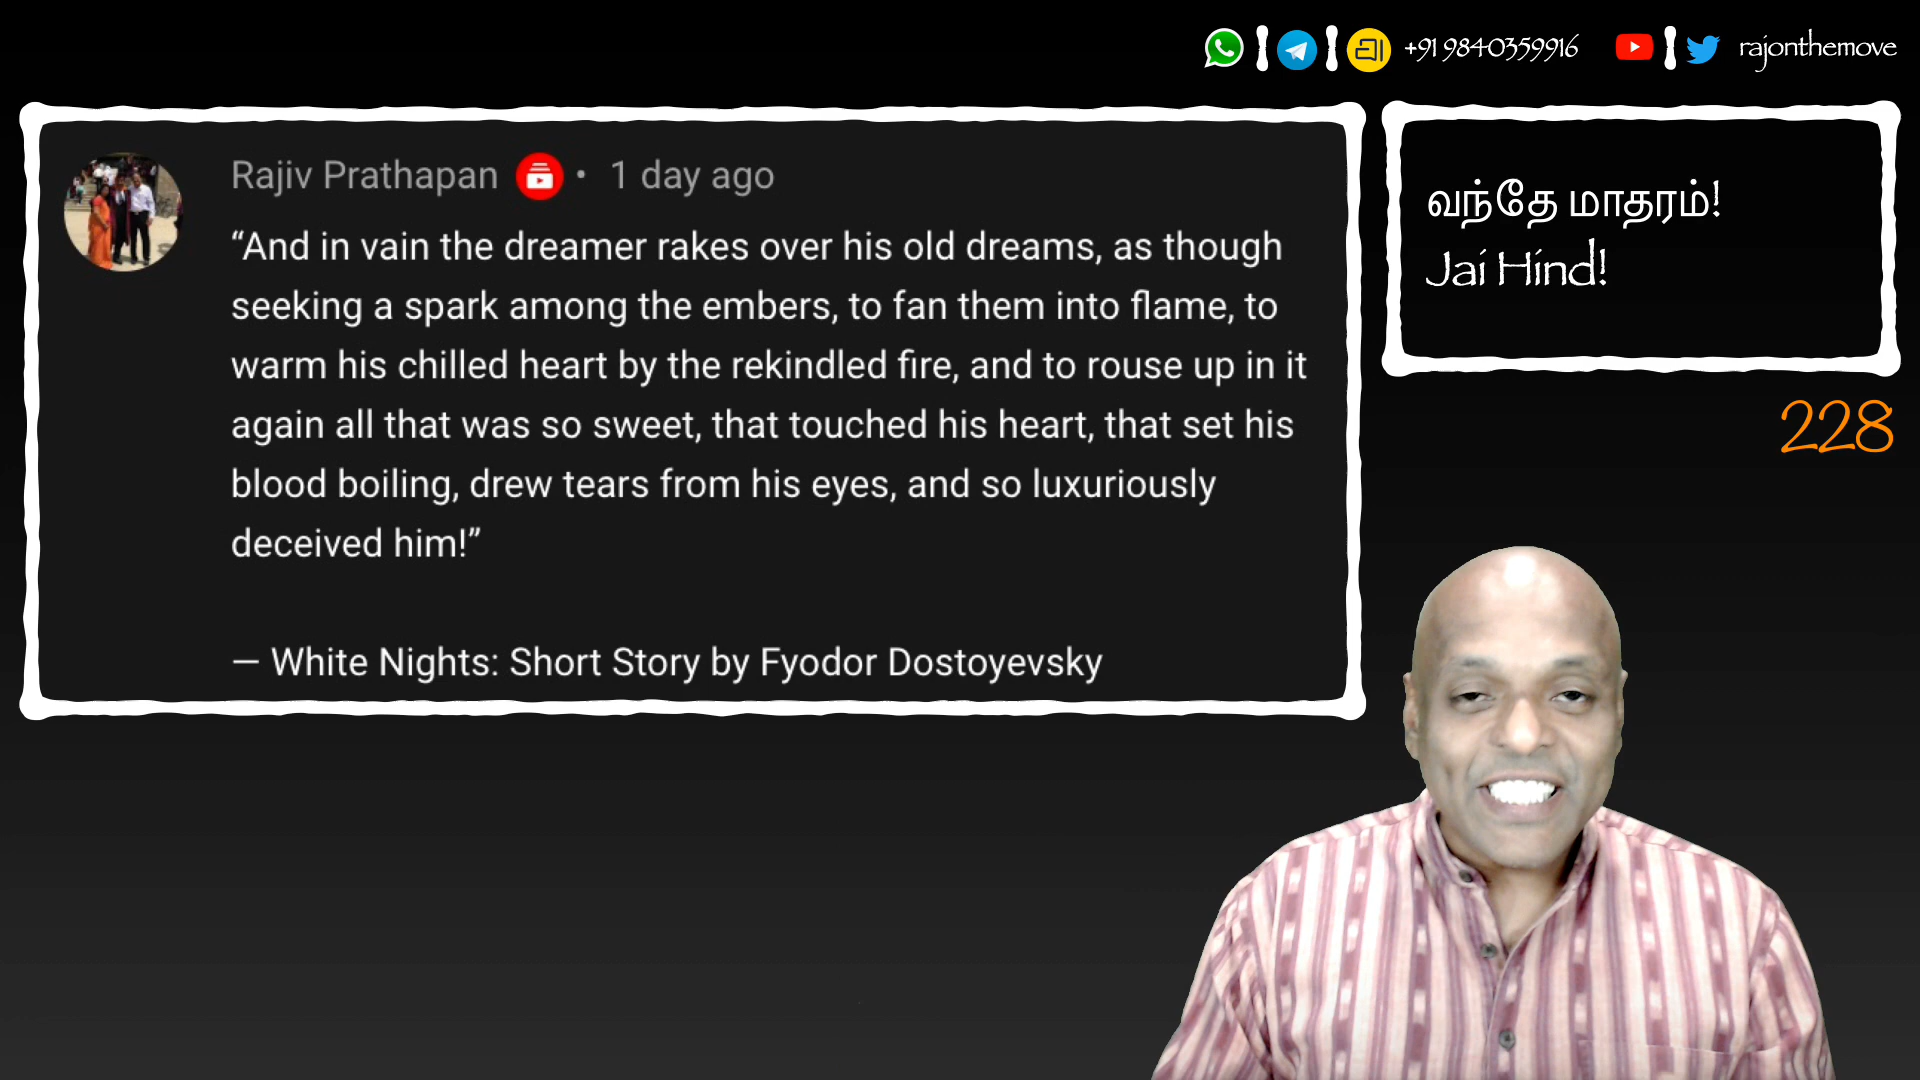 +91 9840359916 rajonthemove
Rajiv Prathapan • 1 day ago
“And in vain the dreamer rakes over his old dreams, as though
seeking a spark among the embers, to fan them into flame, to
warm his chilled heart by the rekindled fire, and to rouse up in it
again all that was so sweet, that touched his heart, that set his
blood boiling, drew tears from his eyes, and so luxuriously
deceived him!”
— White Nights: Short Story by Fyodor Dostoyevsky
வந்தே மாதரம்!
Jai Hind!
228